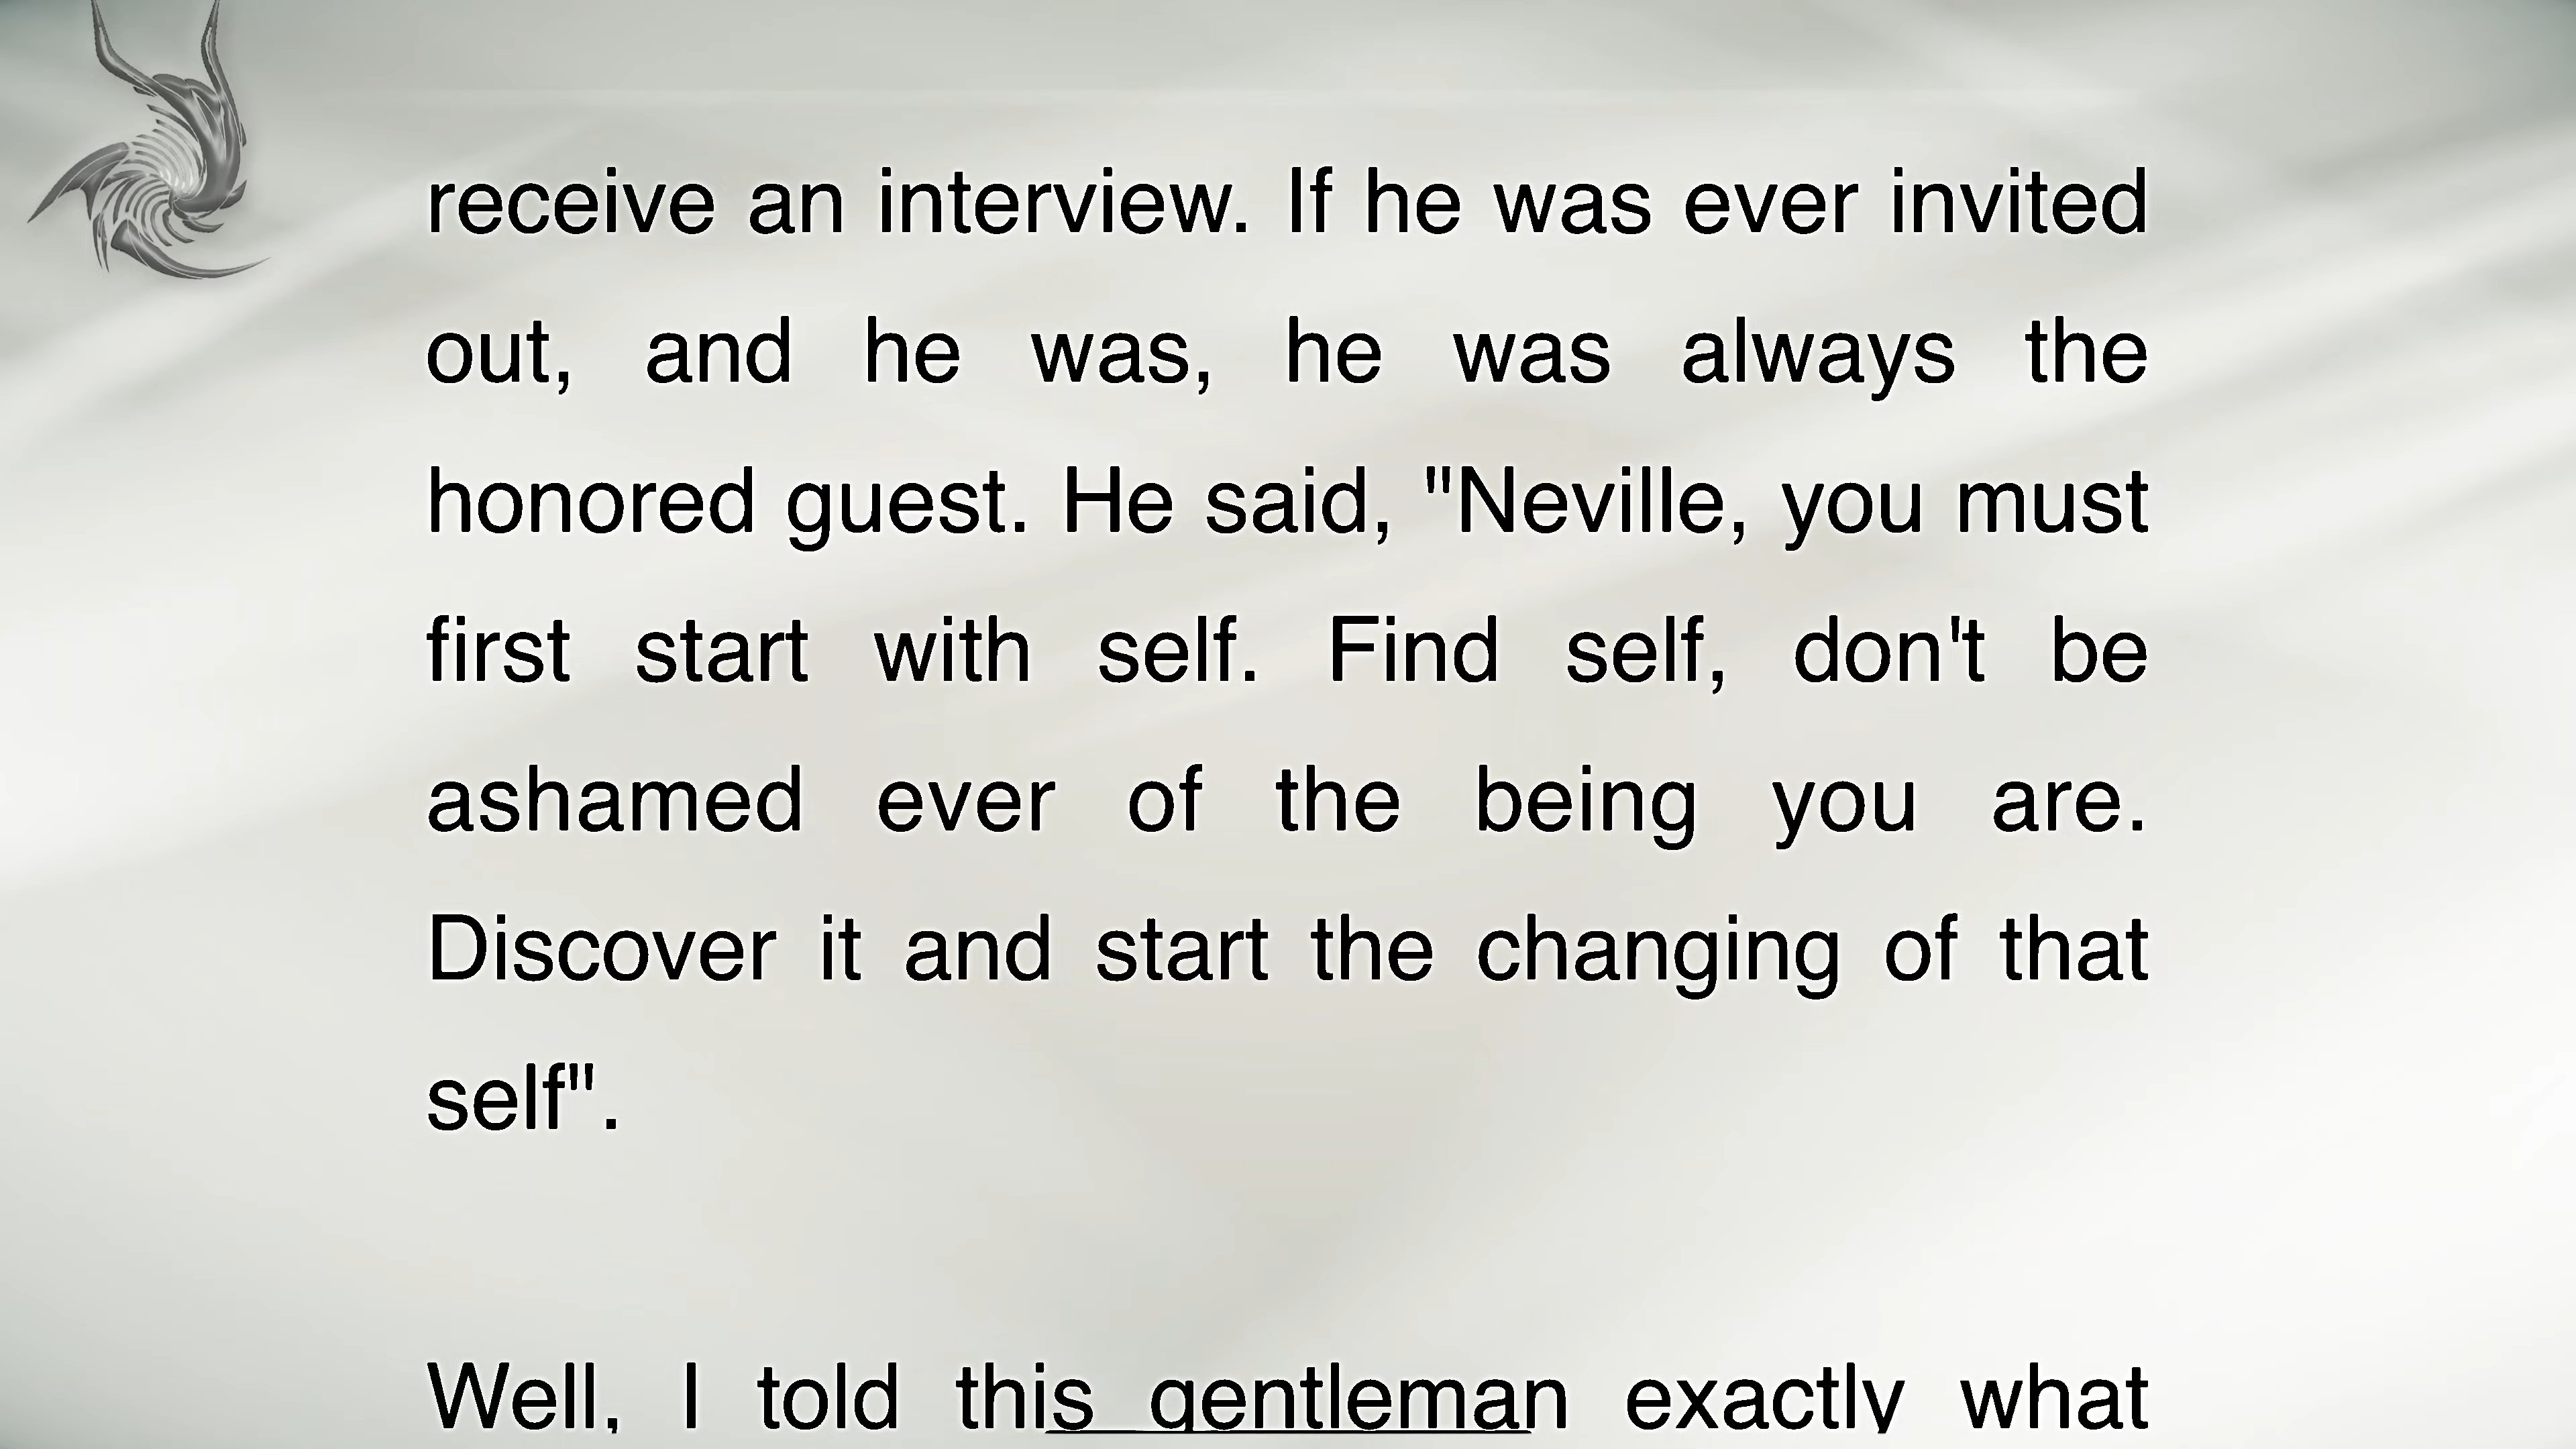 receive an interview. If he was ever invited
out, and he was, he was always the
honored guest. He said, "Neville, you must
first start with self. Find self, don't be
ashamed ever of the being you are.
Discover it and start the changing of that
self".
Well, I told this gentleman exactly what